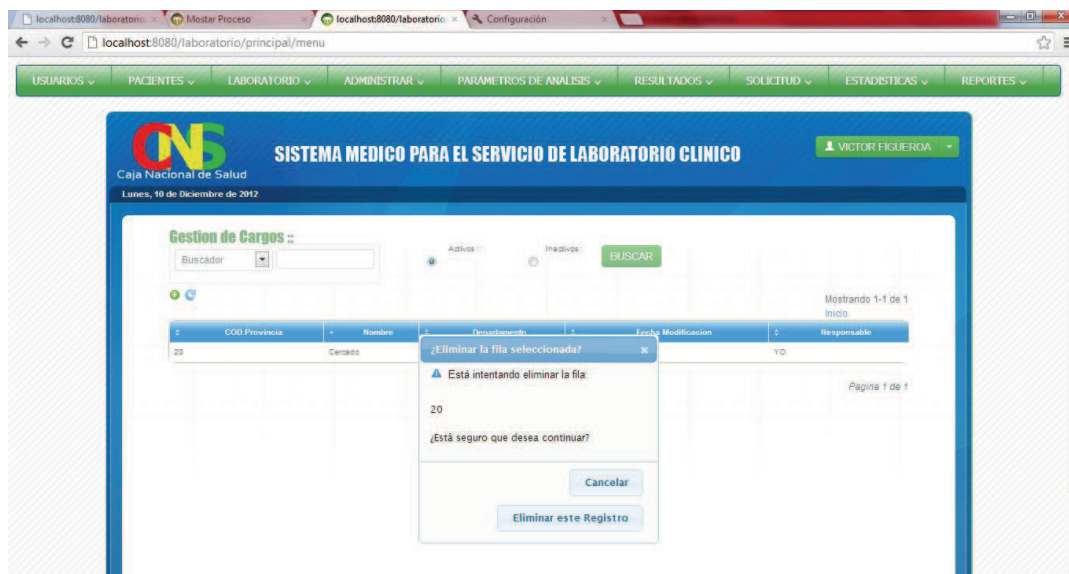 localhost:8080/laboratorio Mostar Proceso localhost:8080/laboratorio Configuración
localhost:8080/laboratorio/principal/menu
USUARIOS PACIENTES LABORATORIO ADMINISTRAR PARAMETROS DE ANALISIS RESULTADOS SOLICITUD ESTADISTICAS REPORTES
CNS
Caja Nacional de Salud
SISTEMA MEDICO PARA EL SERVICIO DE LABORATORIO CLINICO
VICTOR FIGUEROA
Lunes, 10 de Diciembre de 2012
Gestion de Cargos ::
Buscador
Activos ::
Inactivos::
BUSCAR
Mostrando 1-1 de 1
Inicio
COD.Provincia Nombre Departamento Fecha Modificacion Responsable
20 Cercado YO
¿Eliminar la fila seleccionada?
Está intentando eliminar la fila:
20
¿Está seguro que desea continuar?
Cancelar
Eliminar este Registro
Pagina 1 de 1